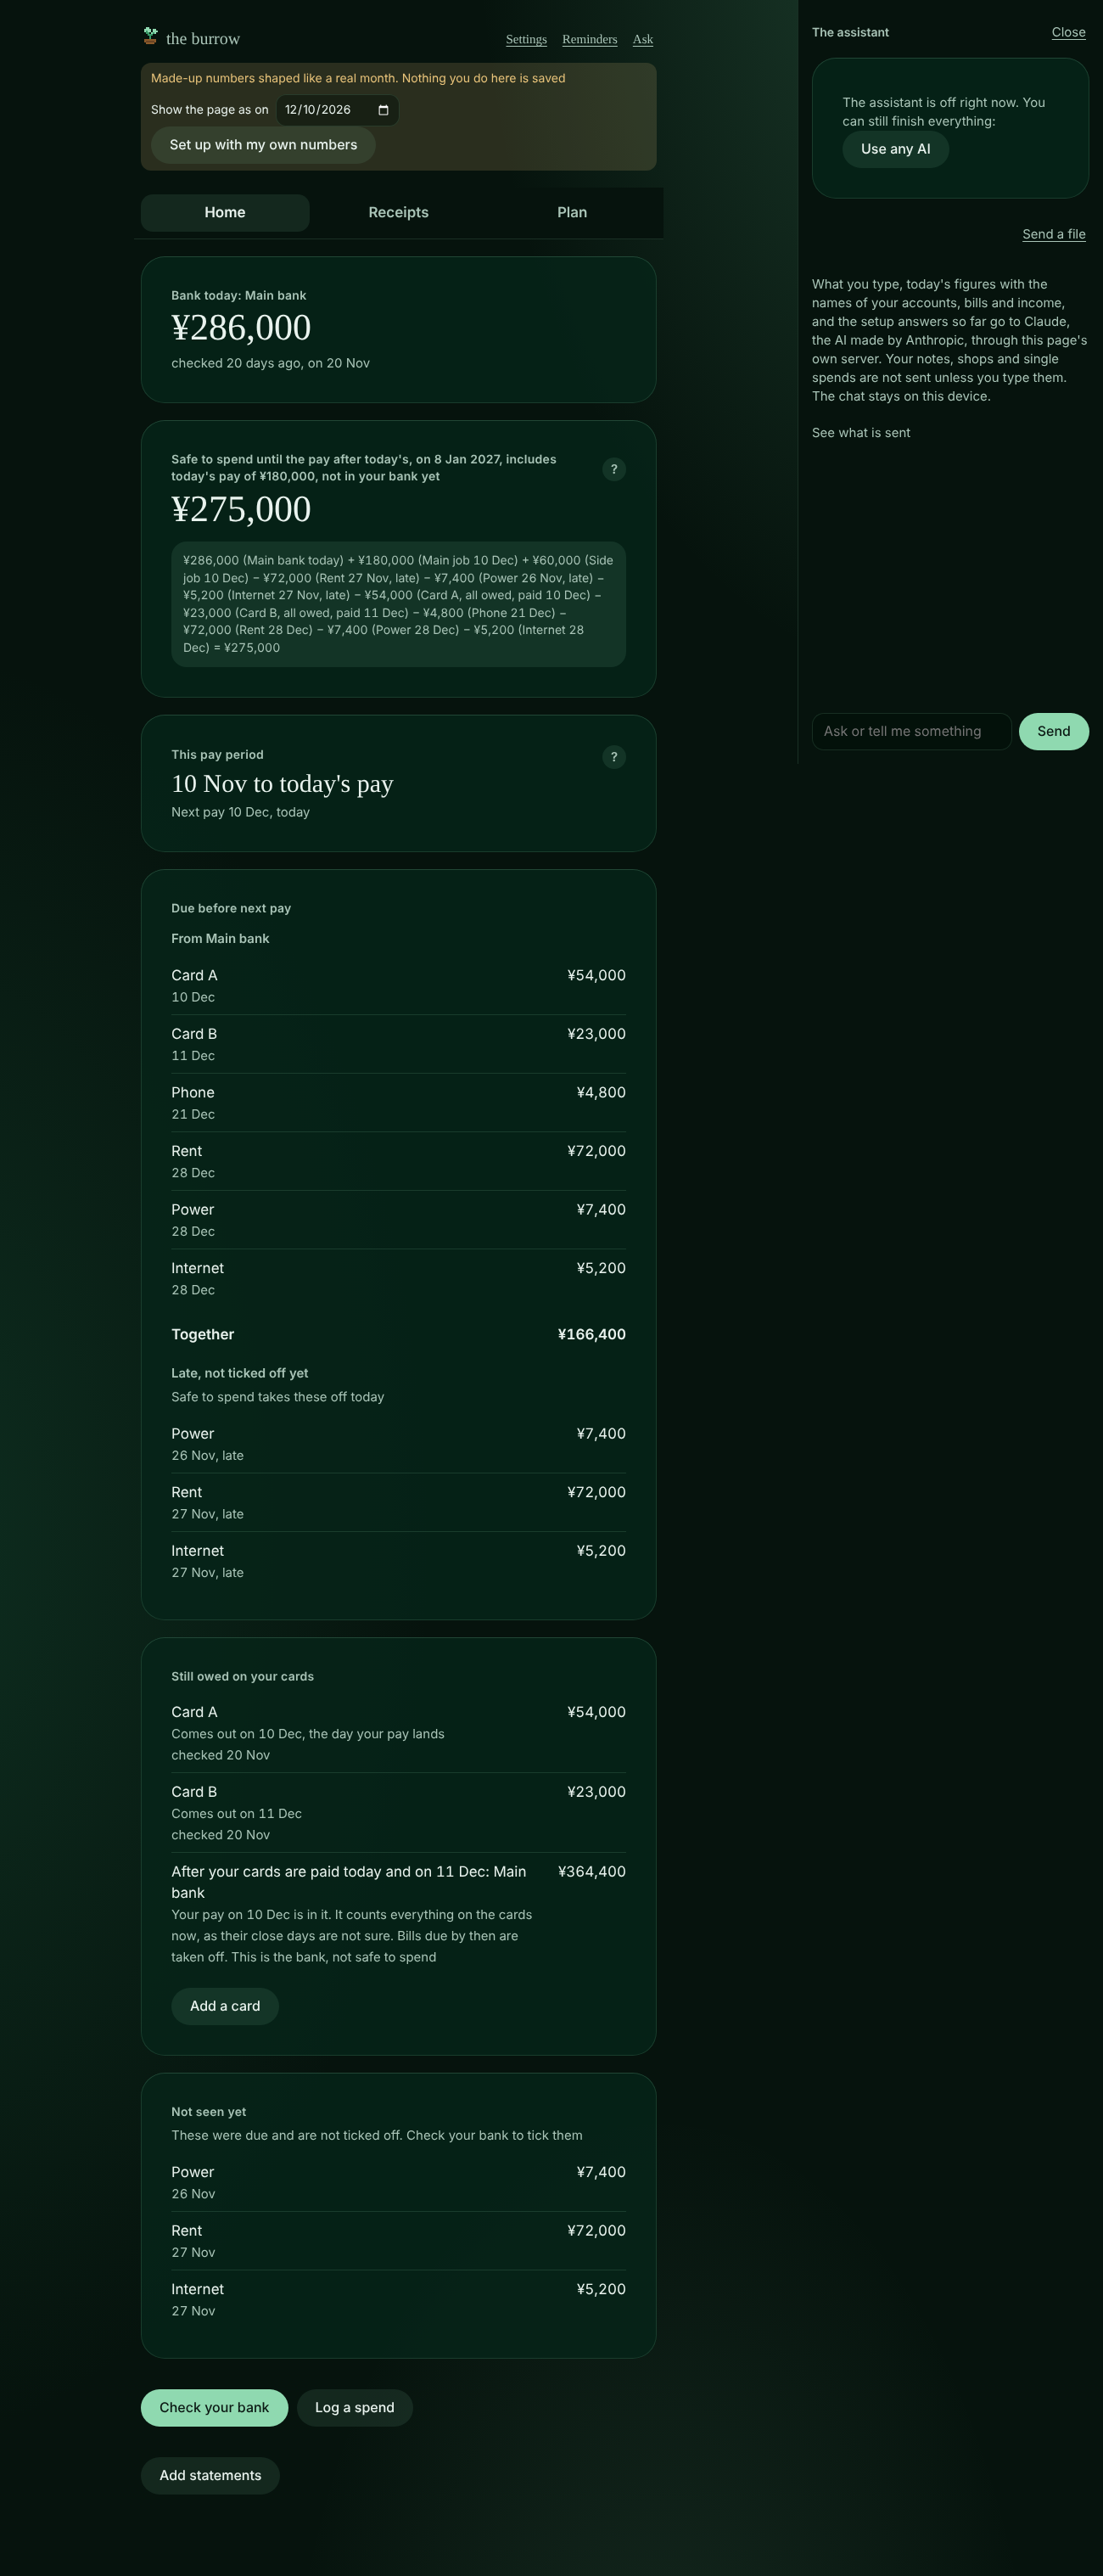 the burrow
Settings Reminders Ask
Made-up numbers shaped like a real month. Nothing you do here is saved
Show the page as on 12/10/2026
Set up with my own numbers
Home Receipts Plan
Bank today: Main bank
¥286,000
checked 20 days ago, on 20 Nov
Safe to spend until the pay after today's, on 8 Jan 2027, includes
today's pay of ¥180,000, not in your bank yet
?
¥275,000
¥286,000 (Main bank today) + ¥180,000 (Main job 10 Dec) + ¥60,000 (Side
job 10 Dec) − ¥72,000 (Rent 27 Nov, late) − ¥7,400 (Power 26 Nov, late) −
¥5,200 (Internet 27 Nov, late) − ¥54,000 (Card A, all owed, paid 10 Dec) −
¥23,000 (Card B, all owed, paid 11 Dec) − ¥4,800 (Phone 21 Dec) −
¥72,000 (Rent 28 Dec) − ¥7,400 (Power 28 Dec) − ¥5,200 (Internet 28
Dec) = ¥275,000
This pay period
?
10 Nov to today's pay
Next pay 10 Dec, today
Due before next pay
From Main bank
Card A ¥54,000
10 Dec
Card B ¥23,000
11 Dec
Phone ¥4,800
21 Dec
Rent ¥72,000
28 Dec
Power ¥7,400
28 Dec
Internet ¥5,200
28 Dec
Together ¥166,400
Late, not ticked off yet
Safe to spend takes these off today
Power ¥7,400
26 Nov, late
Rent ¥72,000
27 Nov, late
Internet ¥5,200
27 Nov, late
Still owed on your cards
Card A ¥54,000
Comes out on 10 Dec, the day your pay lands
checked 20 Nov
Card B ¥23,000
Comes out on 11 Dec
checked 20 Nov
After your cards are paid today and on 11 Dec: Main ¥364,400
bank
Your pay on 10 Dec is in it. It counts everything on the cards
now, as their close days are not sure. Bills due by then are
taken off. This is the bank, not safe to spend
Add a card
Not seen yet
These were due and are not ticked off. Check your bank to tick them
Power ¥7,400
26 Nov
Rent ¥72,000
27 Nov
Internet ¥5,200
27 Nov
Check your bank Log a spend
Add statements
The assistant Close
The assistant is off right now. You
can still finish everything:
Use any AI
Send a file
What you type, today's figures with the
names of your accounts, bills and income,
and the setup answers so far go to Claude,
the AI made by Anthropic, through this page's
own server. Your notes, shops and single
spends are not sent unless you type them.
The chat stays on this device.
See what is sent
Ask or tell me something Send